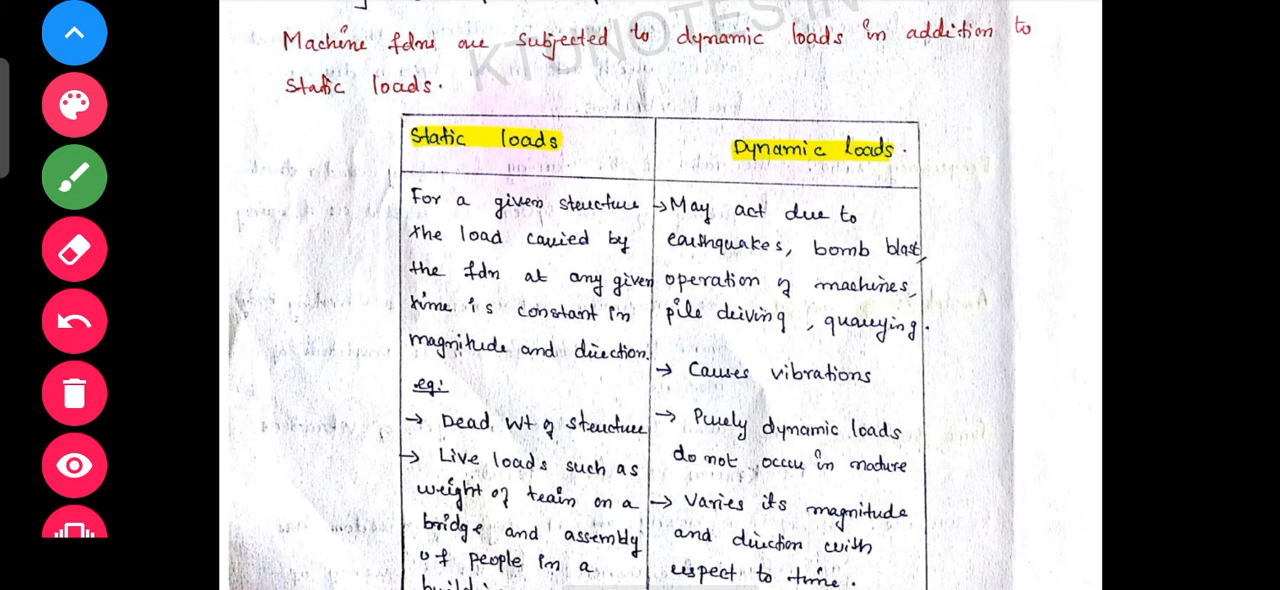 Machine fdns are subjected to dynamic loads in addition to
static loads.
KTUNOTES.IN
Static loads
Dynamic loads.
For a given structure
the load carried by
the fdn at any given
time is constant in
magnitude and direction.
eg:
→ Dead Wt of structure
→ Live loads such as
weight of train on a
bridge and assembly
of people in a
→ May act due to
earthquakes, bomb blast,
operation of machines,
pile driving, quarrying.
→ Causes vibrations
→ Purely dynamic loads
do not occur in nature
→ Varies its magnitude
and direction with
respect to time.